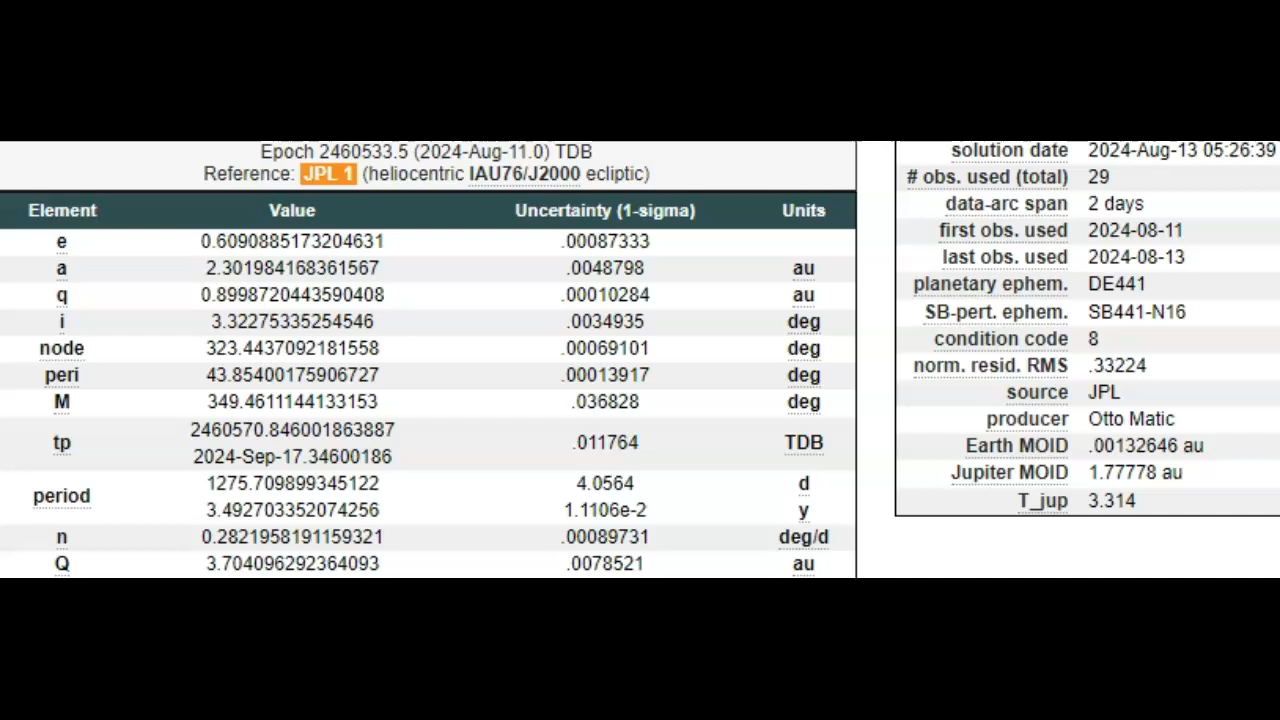 Epoch 2460533.5 (2024-Aug-11.0) TDB
Reference: JPL 1 (heliocentric IAU76/J2000 ecliptic)
Element Value Uncertainty (1-sigma) Units
e 0.6090885173204631 .00087333
a 2.301984168361567 .0048798 au
q 0.8998720443590408 .00010284 au
i 3.32275335254546 .0034935 deg
node 323.4437092181558 .00069101 deg
peri 43.85400175906727 .00013917 deg
M 349.4611144133153 .036828 deg
tp 2460570.846001863887 .011764 TDB
2024-Sep-17.34600186
period 1275.709899345122 4.0564 d
3.492703352074256 1.1106e-2 y
n 0.2821958191159321 .00089731 deg/d
Q 3.704096292364093 .0078521 au
solution date 2024-Aug-13 05:26:39
# obs. used (total) 29
data-arc span 2 days
first obs. used 2024-08-11
last obs. used 2024-08-13
planetary ephem. DE441
SB-pert. ephem. SB441-N16
condition code 8
norm. resid. RMS .33224
source JPL
producer Otto Matic
Earth MOID .00132646 au
Jupiter MOID 1.77778 au
T_jup 3.314